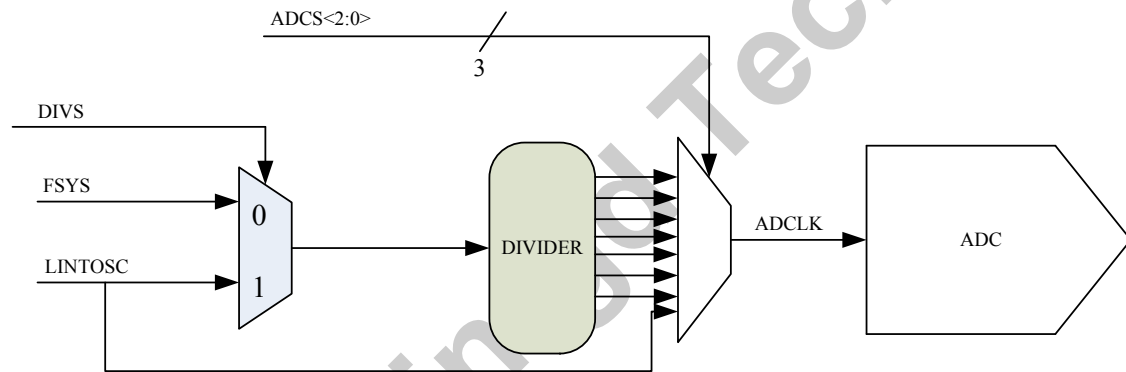 ADCS<2:0>
3
DIVS
FSYS
0
LINTOSC
1
DIVIDER
ADCLK
ADC